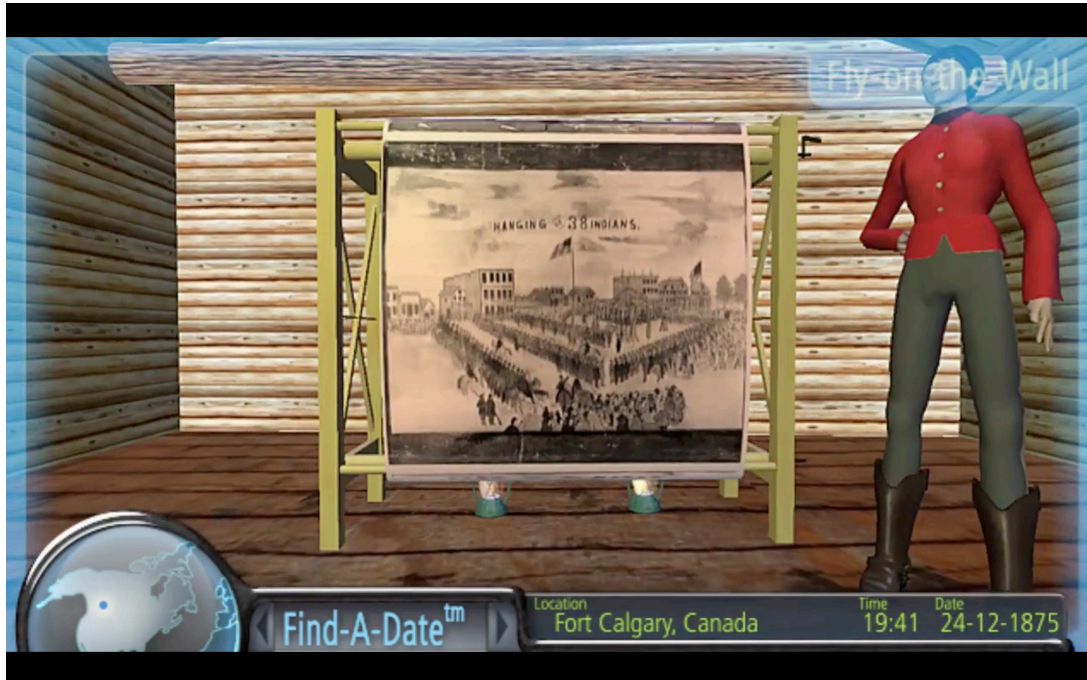 Fly-on-the-Wall
HANGING OF 38 INDIANS.
Find-A-Date™
Location
Fort Calgary, Canada
Time
19:41
Date
24-12-1875